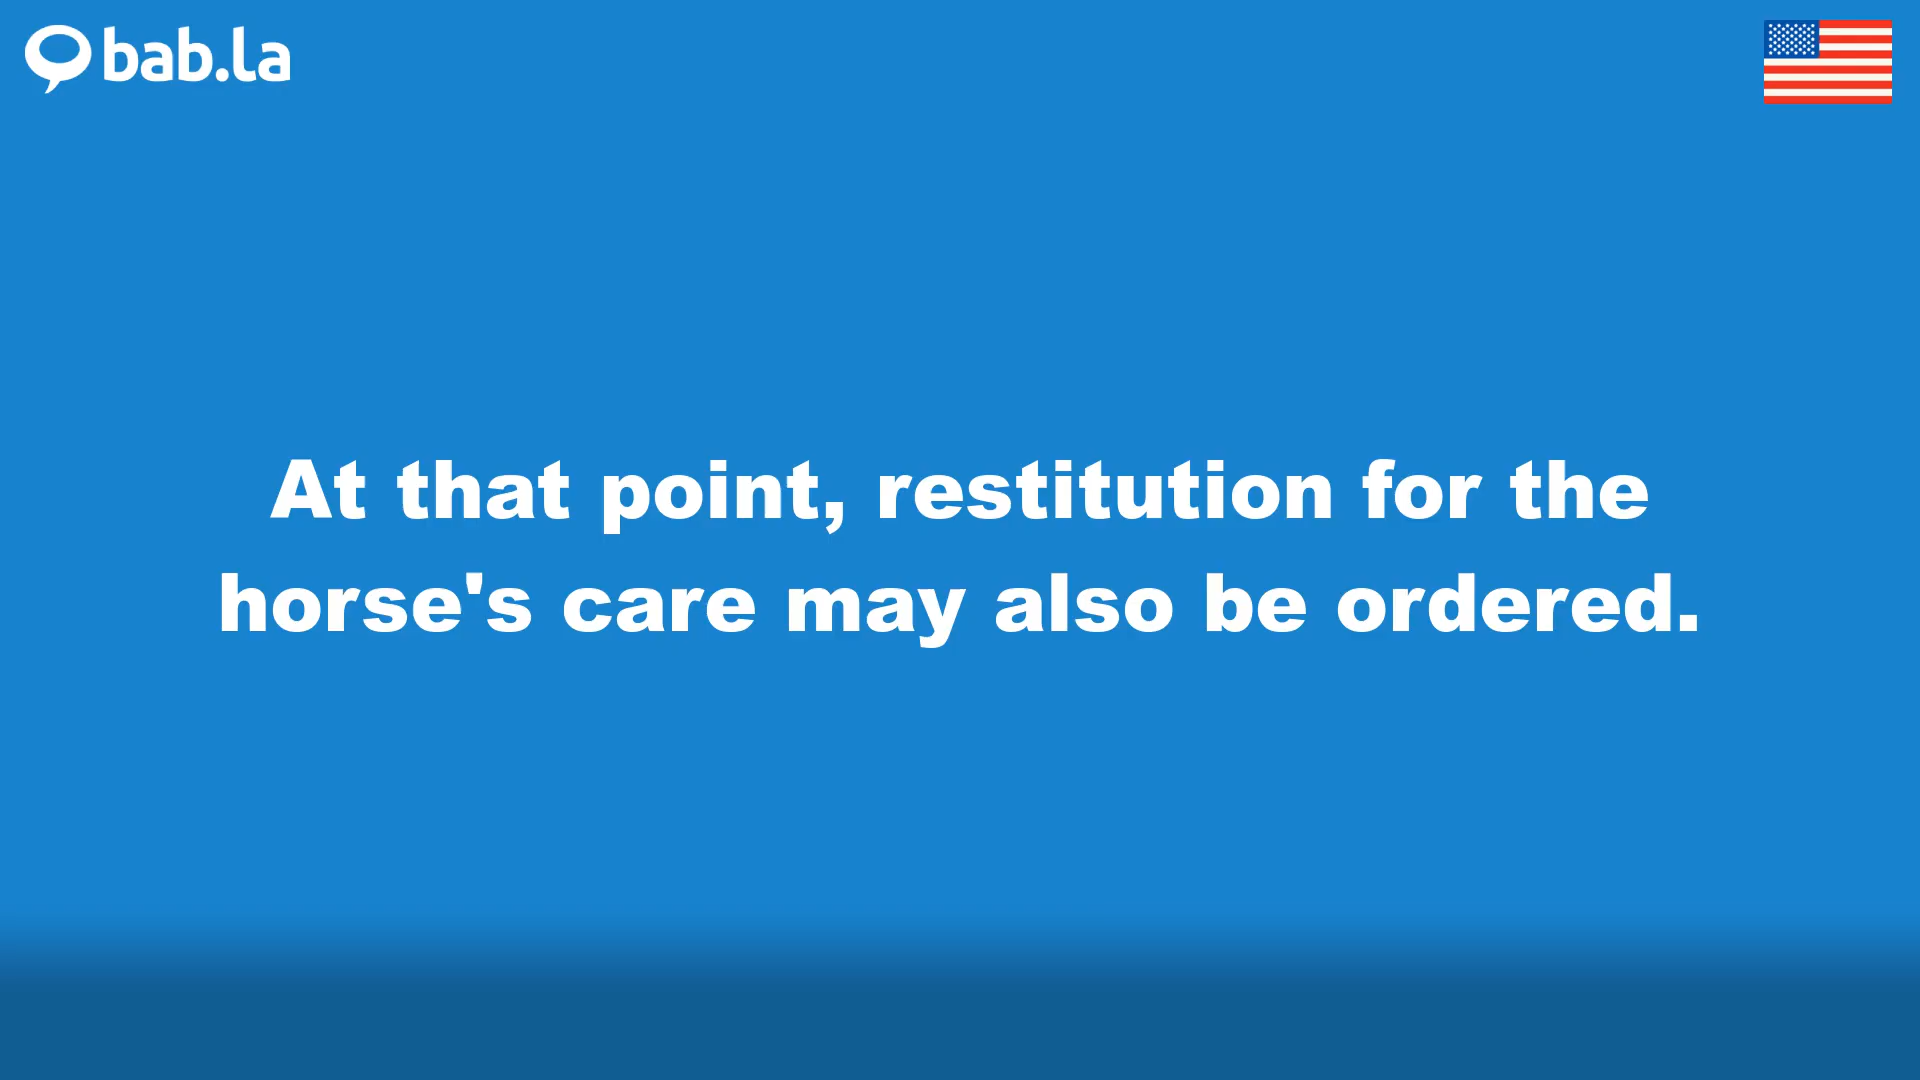 bab.la
At that point, restitution for the
horse's care may also be ordered.